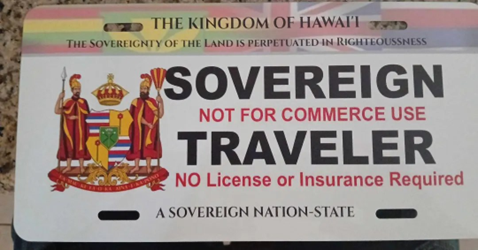 THE KINGDOM OF HAWAI'I
THE SOVEREIGNTY OF THE LAND IS PERPETUATED IN RIGHTEOUSNESS
SOVEREIGN
NOT FOR COMMERCE USE
TRAVELER
NO License or Insurance Required
A SOVEREIGN NATION-STATE